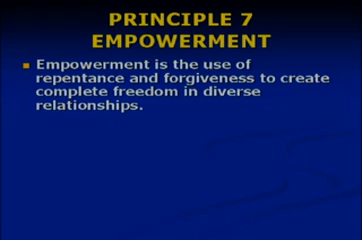 PRINCIPLE 7
EMPOWERMENT
Empowerment is the use of
repentance and forgiveness to create
complete freedom in diverse
relationships.